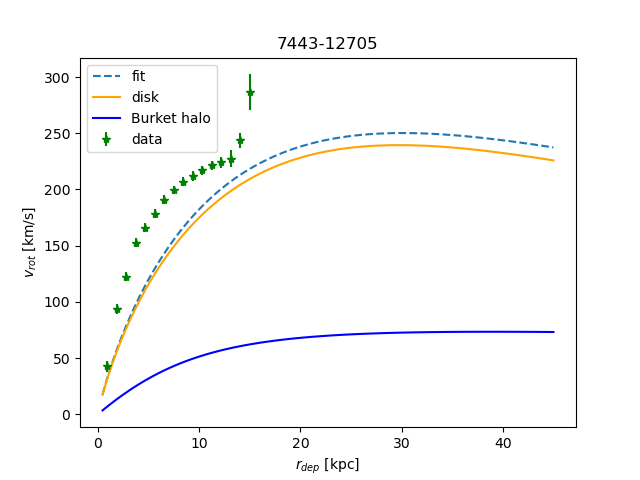 7443-12705
fit
disk
Burket halo
data
300
250
200
150
100
50
0
v_rot [km/s]
0 10 20 30 40
r_dep [kpc]